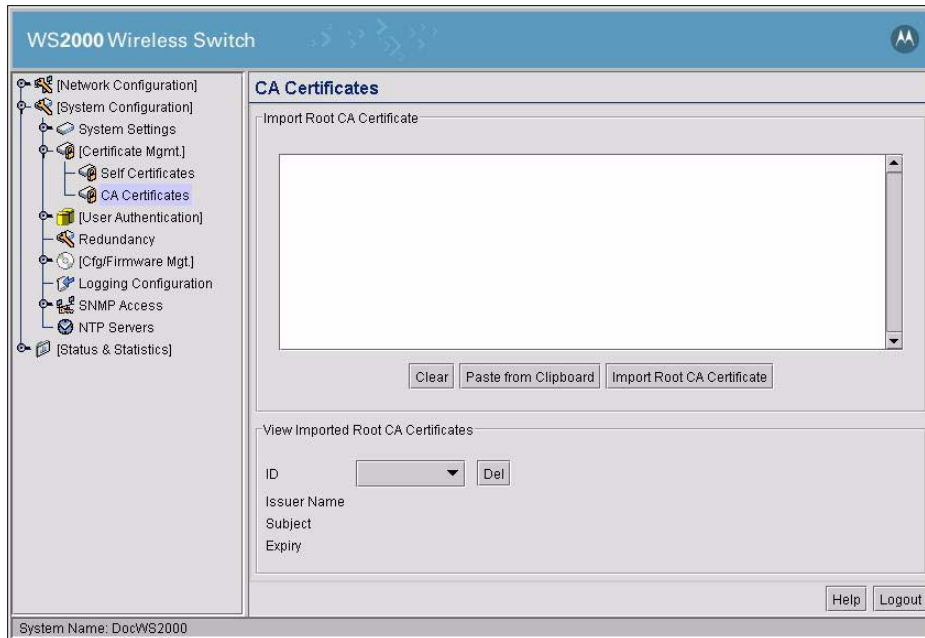 WS2000 Wireless Switch
[Network Configuration]
[System Configuration]
System Settings
[Certificate Mgmt.]
Self Certificates
CA Certificates
[User Authentication]
Redundancy
[Cfg/Firmware Mgt.]
Logging Configuration
SNMP Access
NTP Servers
[Status & Statistics]
CA Certificates
Import Root CA Certificate
Clear Paste from Clipboard Import Root CA Certificate
View Imported Root CA Certificates
ID Del
Issuer Name
Subject
Expiry
Help Logout
System Name: DocWS2000